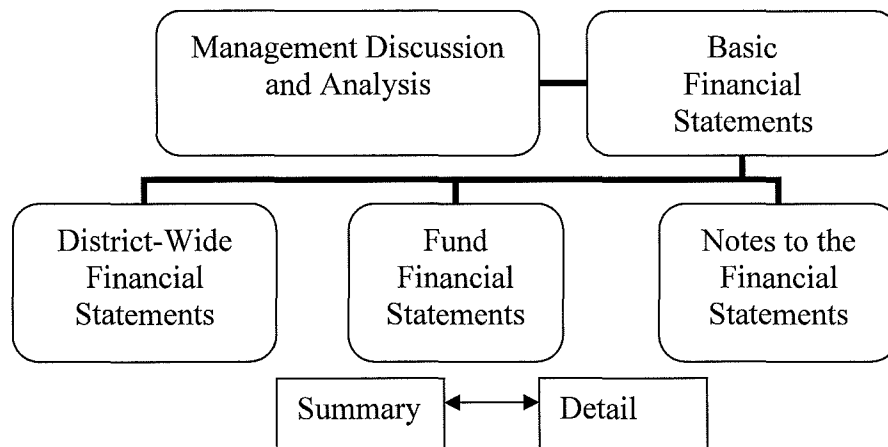 Management Discussion
and Analysis
Basic
Financial
Statements
District-Wide
Financial
Statements
Fund
Financial
Statements
Notes to the
Financial
Statements
Summary
Detail